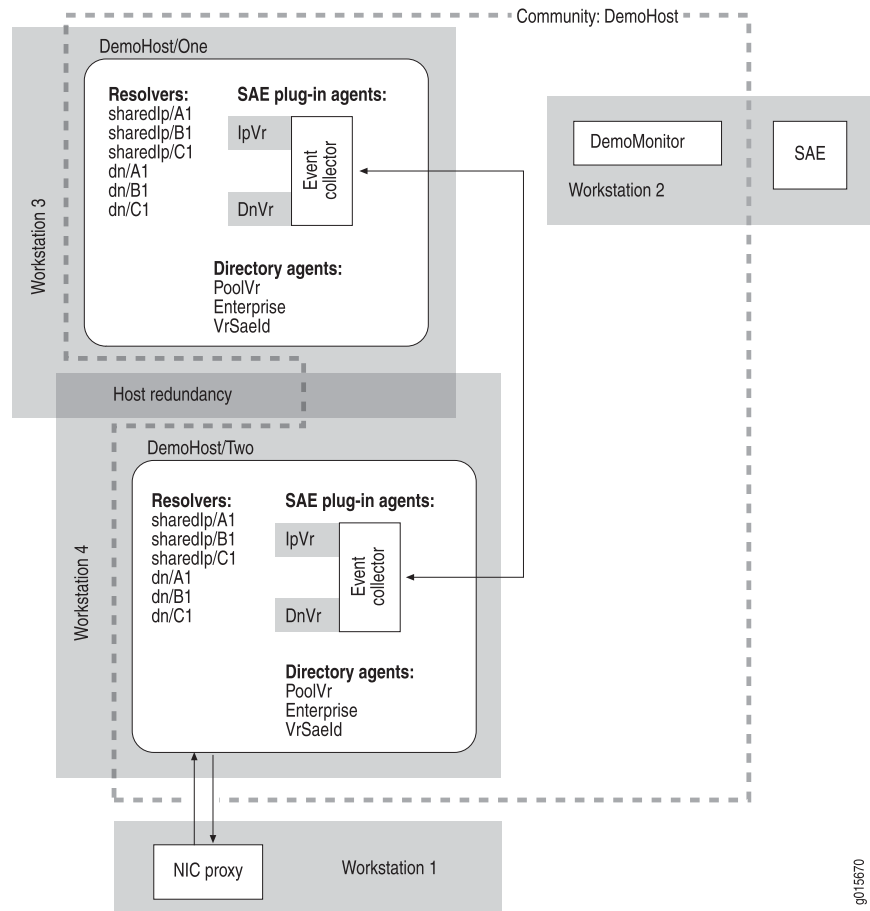 Community: DemoHost
DemoHost/One
Resolvers:
sharedIp/A1
sharedIp/B1
sharedIp/C1
dn/A1
dn/B1
dn/C1
SAE plug-in agents:
IpVr
DnVr
Event
collector
Directory agents:
PoolVr
Enterprise
VrSaeId
Workstation 3
DemoMonitor
Workstation 2
SAE
Host redundancy
DemoHost/Two
Resolvers:
sharedIp/A1
sharedIp/B1
sharedIp/C1
dn/A1
dn/B1
dn/C1
SAE plug-in agents:
IpVr
DnVr
Event
collector
Directory agents:
PoolVr
Enterprise
VrSaeId
Workstation 4
NIC proxy
Workstation 1
g015670